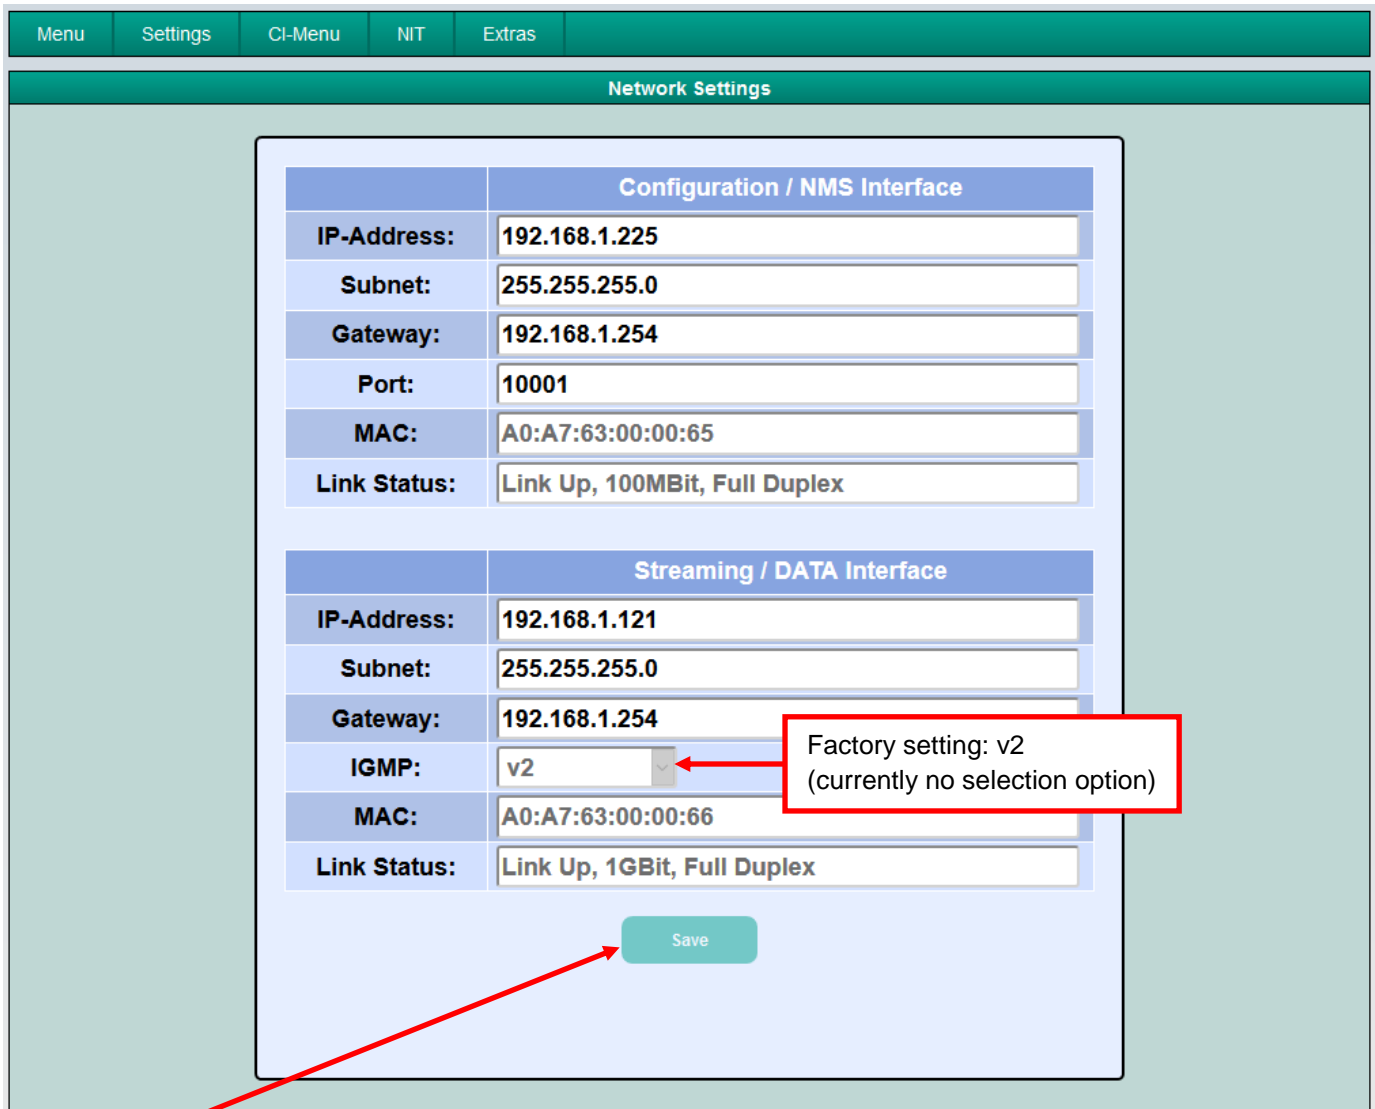 Menu Settings CI-Menu NIT Extras
Network Settings
Configuration / NMS Interface
IP-Address: 192.168.1.225
Subnet: 255.255.255.0
Gateway: 192.168.1.254
Port: 10001
MAC: A0:A7:63:00:00:65
Link Status: Link Up, 100MBit, Full Duplex
Streaming / DATA Interface
IP-Address: 192.168.1.121
Subnet: 255.255.255.0
Gateway: 192.168.1.254
IGMP: v2
Factory setting: v2
(currently no selection option)
MAC: A0:A7:63:00:00:66
Link Status: Link Up, 1GBit, Full Duplex
Save